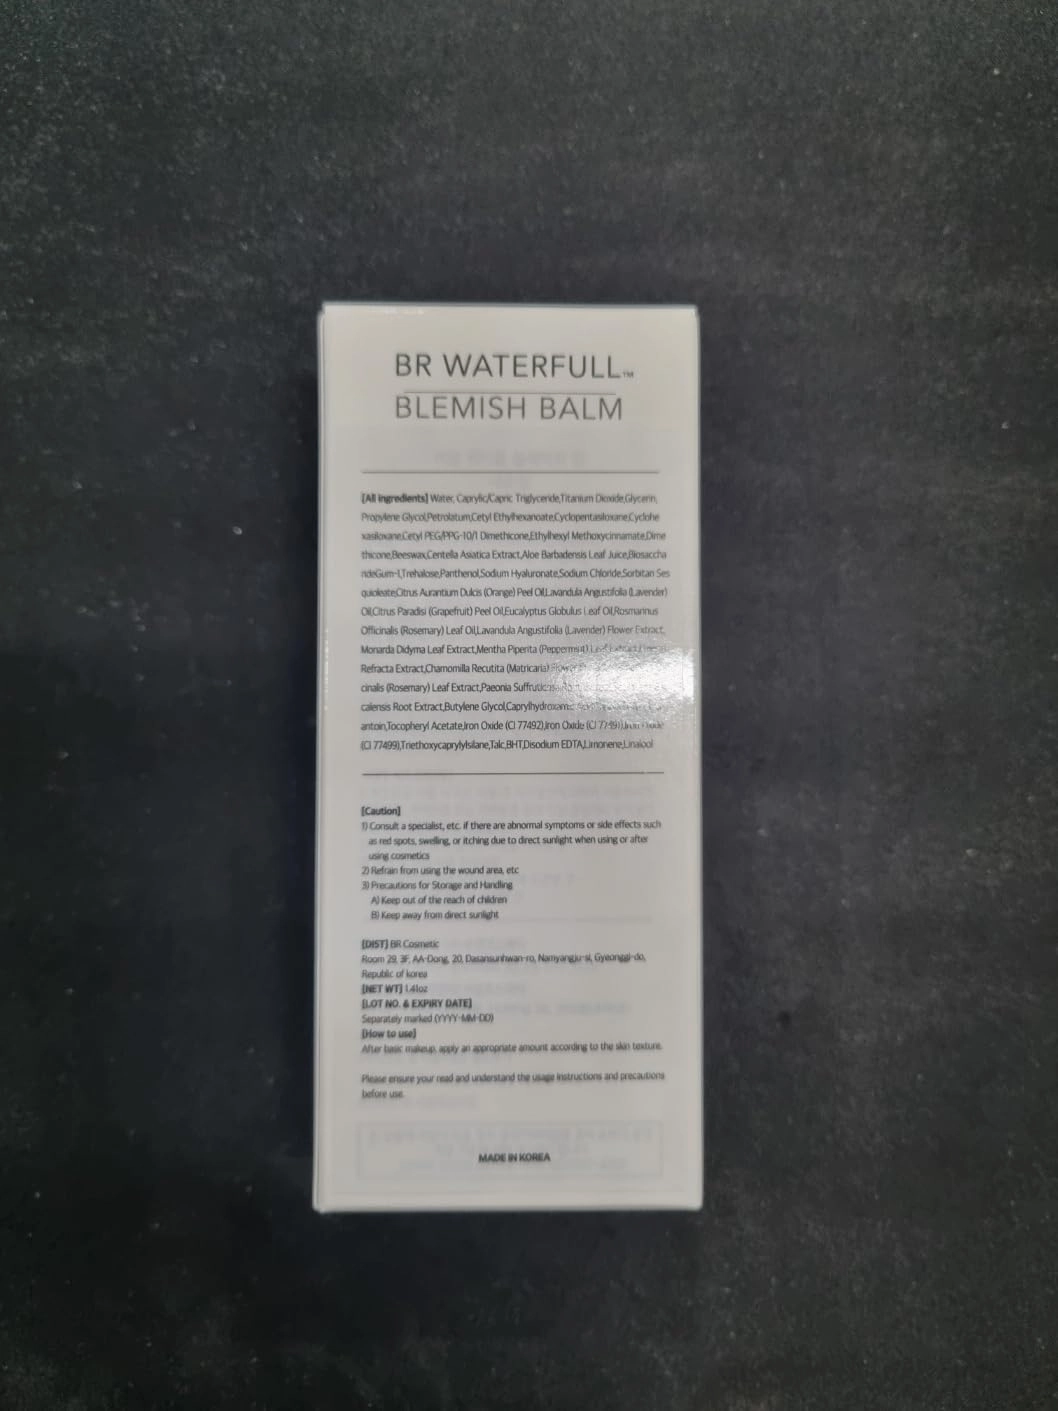 BR WATERFULL™
BLEMISH BALM
[All ingredients] Water, Caprylic/Capric Triglyceride,Titanium Dioxide,Glycerin,
Propylene Glycol,Petrolatum,Cetyl Ethylhexanoate,Cyclopentasiloxane,Cyclohe
xasiloxane,Cetyl PEG/PPG-10/1 Dimethicone,Ethylhexyl Methoxycinnamate,Dime
thicone,Beeswax,Centella Asiatica Extract,Aloe Barbadensis Leaf Juice,Biosaccha
rideGum-1,Trehalose,Panthenol,Sodium Hyaluronate,Sodium Chloride,Sorbitan Ses
quioleate,Citrus Aurantium Dulcis (Orange) Peel Oil,Lavandula Angustifolia (Lavender)
Oil,Citrus Paradisi (Grapefruit) Peel Oil,Eucalyptus Globulus Leaf Oil,Rosmarinus
Officinalis (Rosemary) Leaf Oil,Lavandula Angustifolia (Lavender) Flower Extract,
Monarda Didyma Leaf Extract,Mentha Piperita (Peppermint) Leaf Extract,
Refracta Extract,Chamomilla Recutita (Matricaria) Flower
cinalis (Rosemary) Leaf Extract,Paeonia
calensis Root Extract,Butylene Glycol,Caprylhydroxamic
antoin,Tocopheryl Acetate,Iron Oxide (CI 77492),Iron Oxide (CI 77491),Iron Oxide
(CI 77499),Triethoxycaprylylsilane,Talc,BHT,Disodium EDTA,Limonene,Linalool
[Caution]
1) Consult a specialist, etc. if there are abnormal symptoms or side effects such
as red spots, swelling, or itching due to direct sunlight when using or after
using cosmetics
2) Refrain from using the wound area, etc
3) Precautions for Storage and Handling
A) Keep out of the reach of children
B) Keep away from direct sunlight
[DIST] BR Cosmetic
Room 29, 3F, AA-Dong, 20, Dasansunhwan-ro, Namyangju-si, Gyeonggi-do,
Republic of korea
[NET WT] 1.41oz
[LOT NO. & EXPIRY DATE]
Separately marked (YYYY-MM-DD)
[How to use]
After basic makeup, apply an appropriate amount according to the skin texture.
Please ensure your read and understand the usage instructions and precautions
before use.
MADE IN KOREA